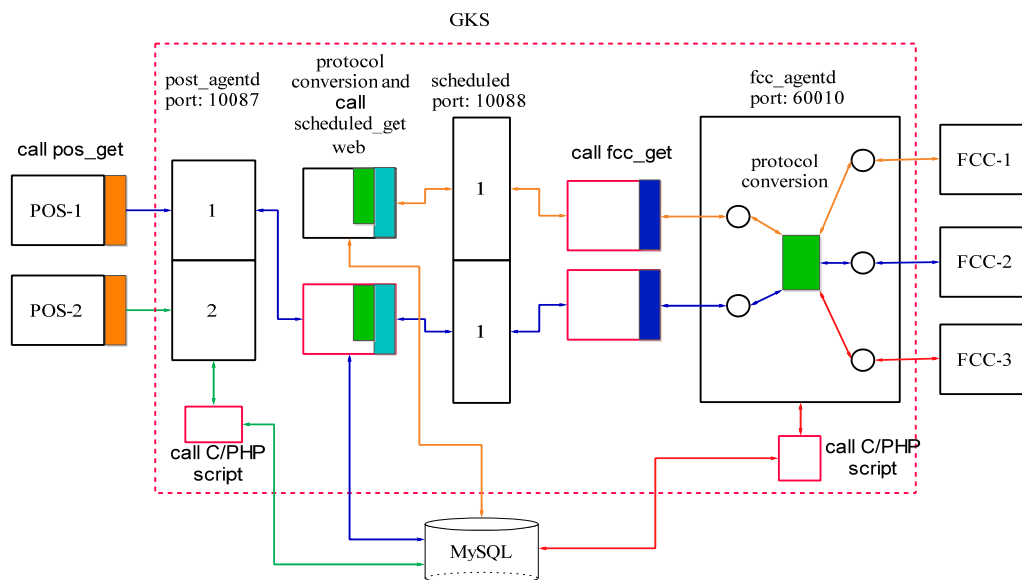 GKS
post_agentd
port: 10087
protocol
conversion and
call
scheduled_get
web
scheduled
port: 10088
fcc_agentd
port: 60010
call pos_get
call fcc_get
protocol
conversion
POS-1
1
1
FCC-1
POS-2
2
1
FCC-2
FCC-3
call C/PHP
script
call C/PHP
script
MySQL